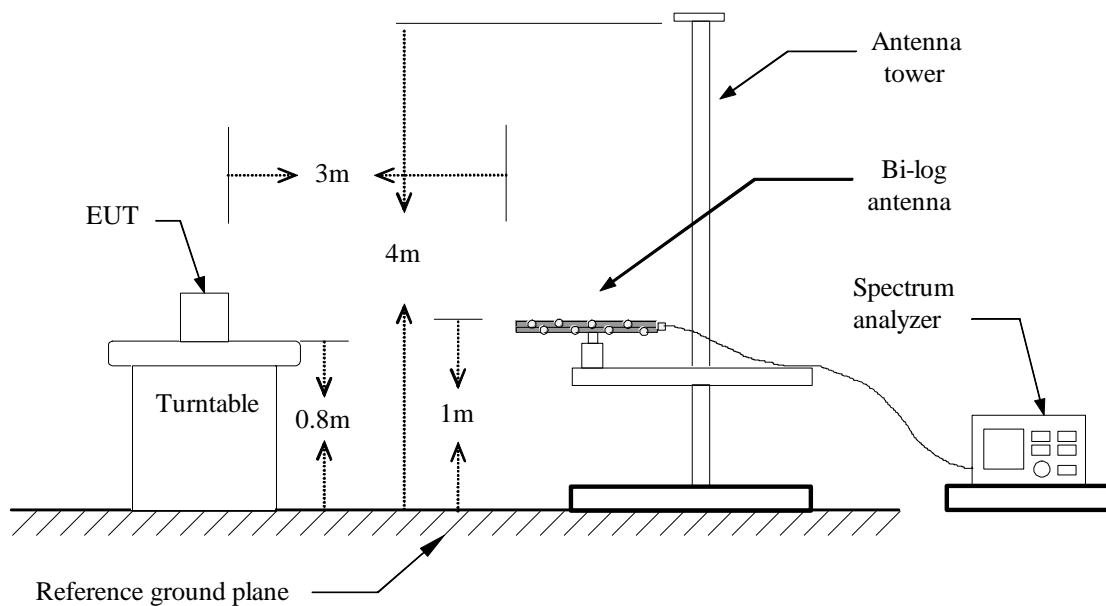 Antenna
tower
3m
Bi-log
antenna
EUT
4m
Spectrum
analyzer
Turntable
0.8m
1m
Reference ground plane